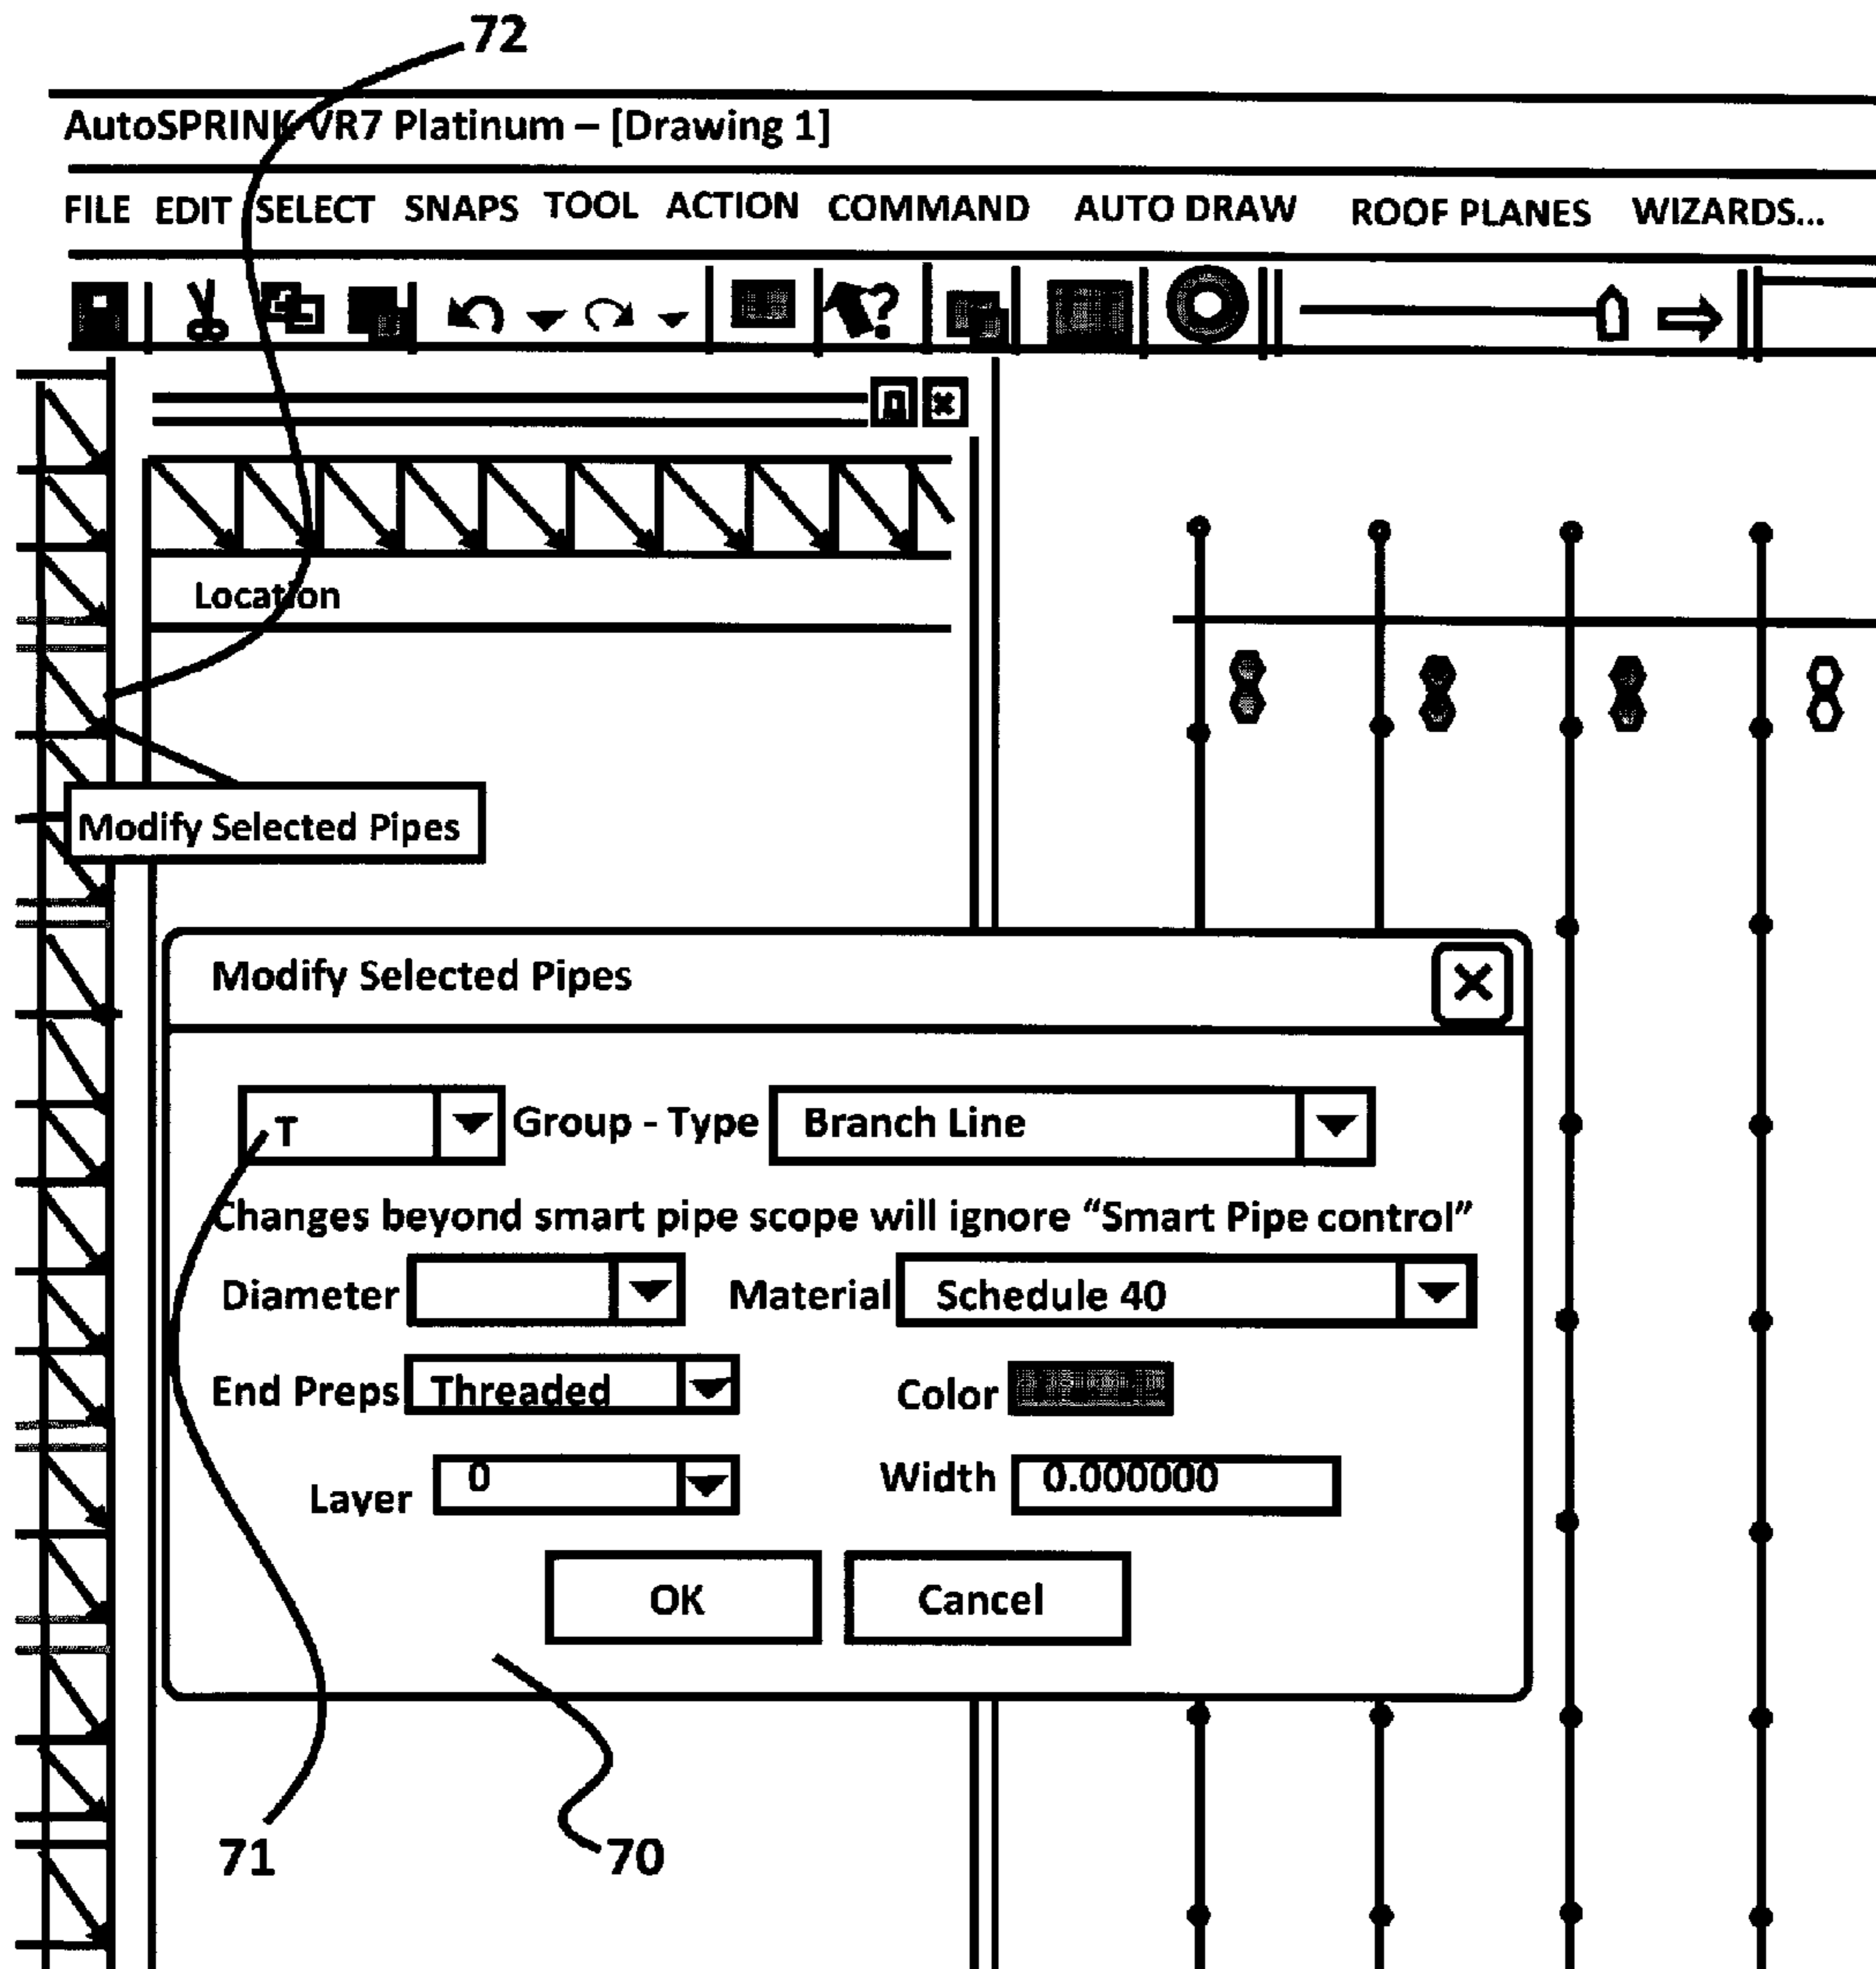 72
AutoSPRINK VR7 Platinum – [Drawing 1]
FILE EDIT SELECT SNAPS TOOL ACTION COMMAND AUTO DRAW ROOF PLANES WIZARDS...
?
Location
Modify Selected Pipes
Modify Selected Pipes
T Group - Type Branch Line
Changes beyond smart pipe scope will ignore “Smart Pipe control”
Diameter Material Schedule 40
End Preps Threaded Color
Layer 0 Width 0.000000
OK Cancel
71 70